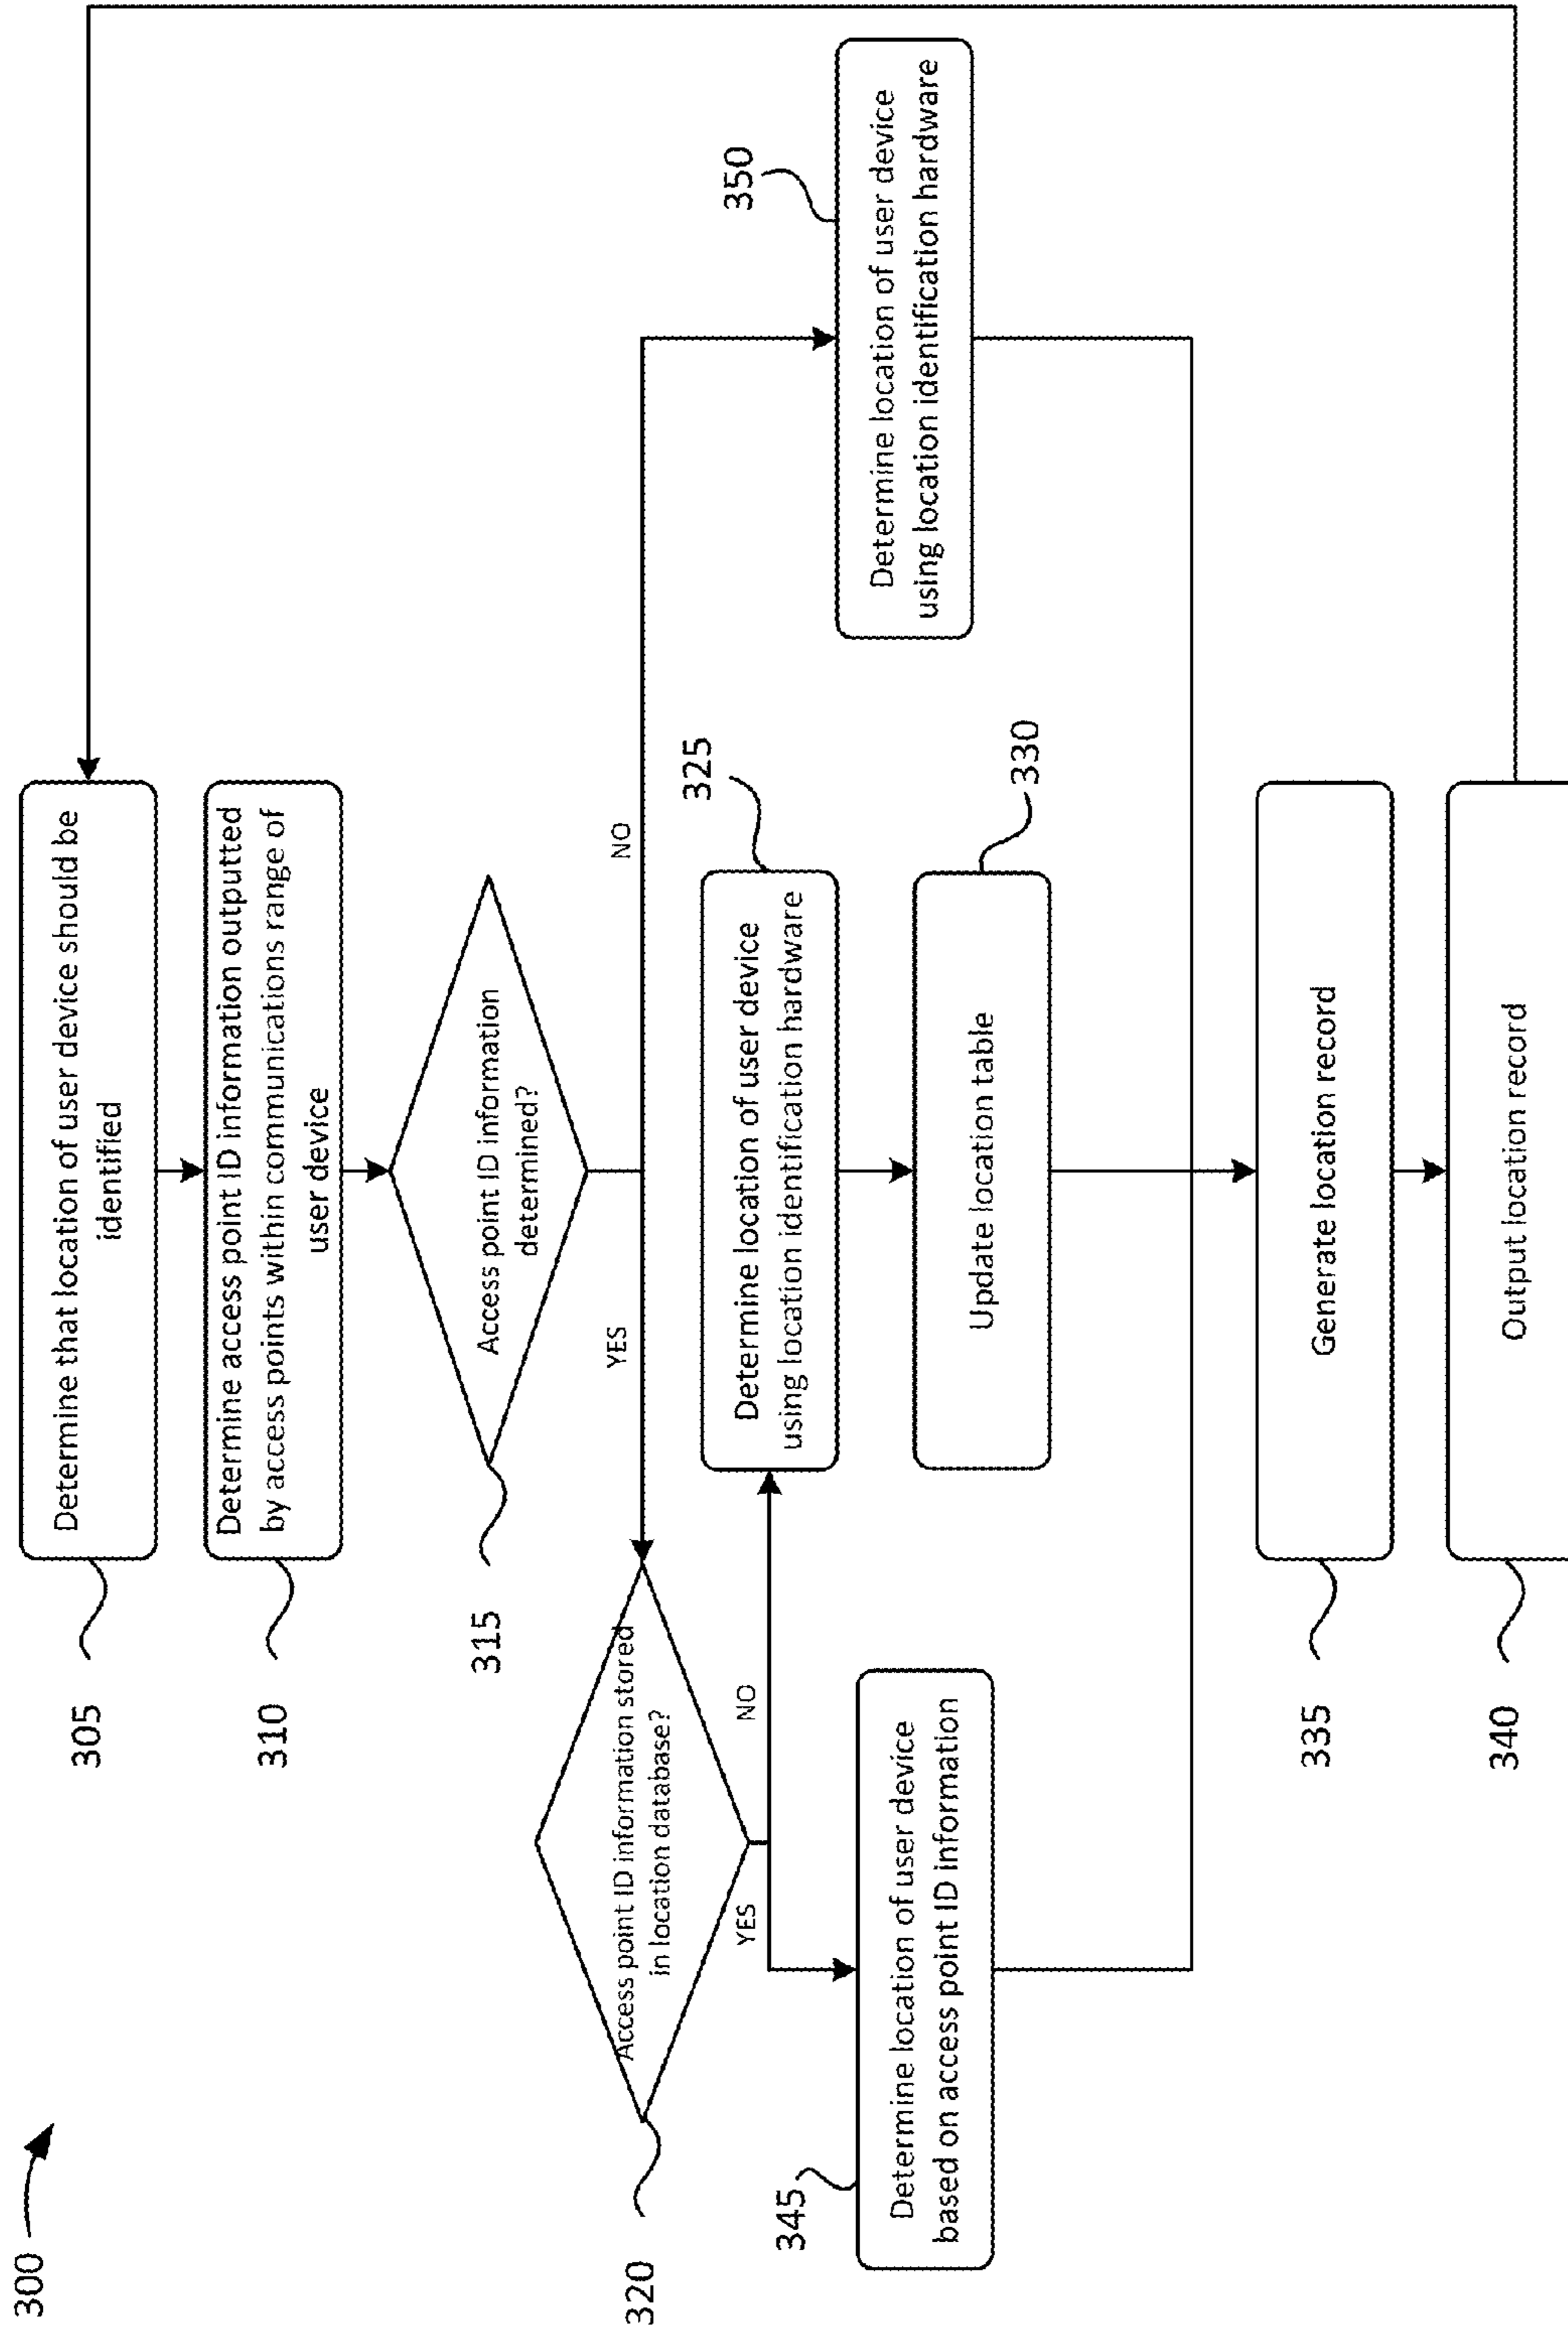 300
305
Determine that location of user device should be
identified
310
Determine access point ID information outputted
by access points within communications range of
user device
315
Access point ID information
determined?
YES
NO
320
Access point ID information stored
in location database?
YES
NO
325
Determine location of user device
using location identification hardware
330
Update location table
345
Determine location of user device
based on access point ID information
350
Determine location of user device
using location identification hardware
335
Generate location record
340
Output location record